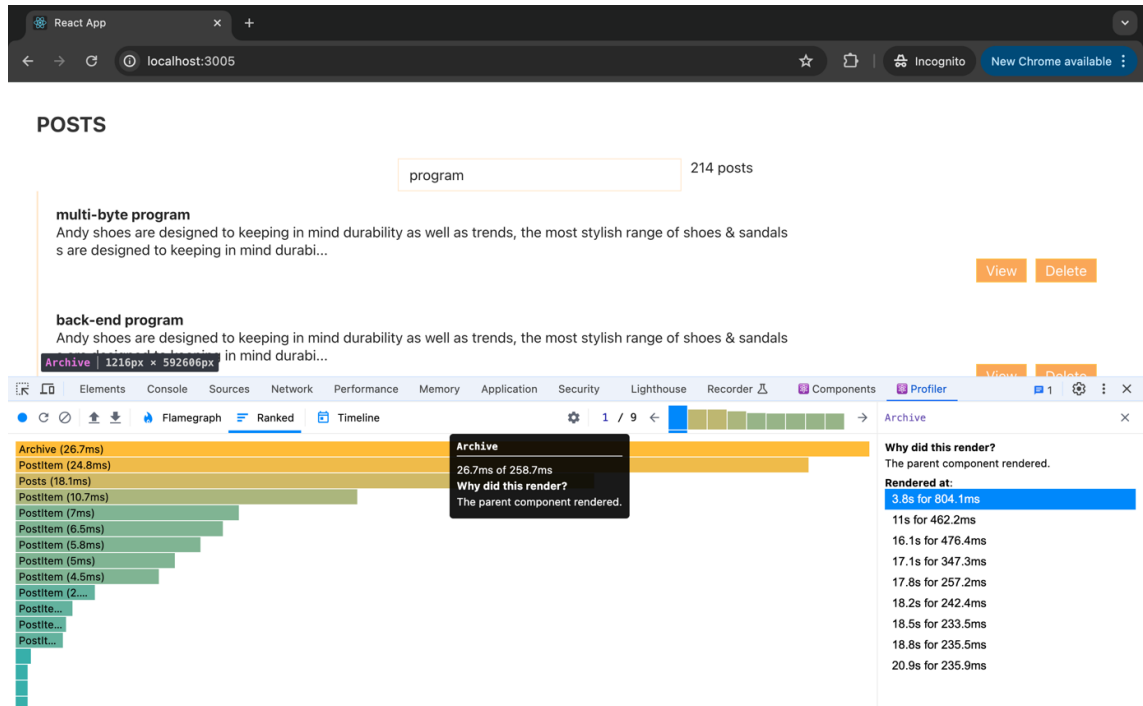 React App
localhost:3005
Incognito
New Chrome available
POSTS
program
214 posts
multi-byte program
Andy shoes are designed to keeping in mind durability as well as trends, the most stylish range of shoes & sandals
s are designed to keeping in mind durabi...
View Delete
back-end program
Andy shoes are designed to keeping in mind durability as well as trends, the most stylish range of shoes & sandals
in mind durabi...
Archive | 1216px × 592606px
View Delete
Elements Console Sources Network Performance Memory Application Security Lighthouse Recorder Components Profiler 1
Flamegraph Ranked Timeline 1 / 9 Archive
Archive (26.7ms)
PostItem (24.8ms)
Posts (18.1ms)
PostItem (10.7ms)
PostItem (7ms)
PostItem (6.5ms)
PostItem (5.8ms)
PostItem (5ms)
PostItem (4.5ms)
PostItem (2....
PostIte...
PostIte...
PostIt...
Archive
26.7ms of 258.7ms
Why did this render?
The parent component rendered.
Why did this render?
The parent component rendered.
Rendered at:
3.8s for 804.1ms
11s for 462.2ms
16.1s for 476.4ms
17.1s for 347.3ms
17.8s for 257.2ms
18.2s for 242.4ms
18.5s for 233.5ms
18.8s for 235.5ms
20.9s for 235.9ms